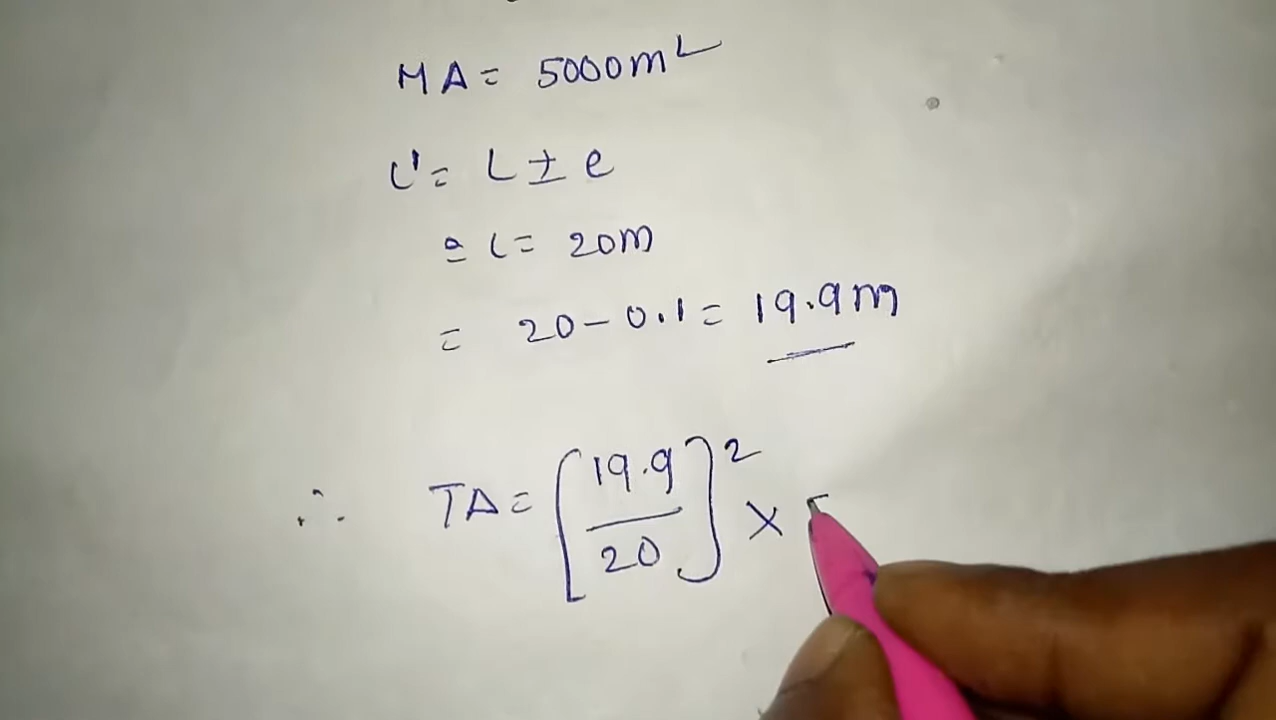 MA = 5000m²
L' = L ± e
≗ L = 20m
= 20 - 0.1 = 19.9m
∴ TA = [19.9/20]² ×